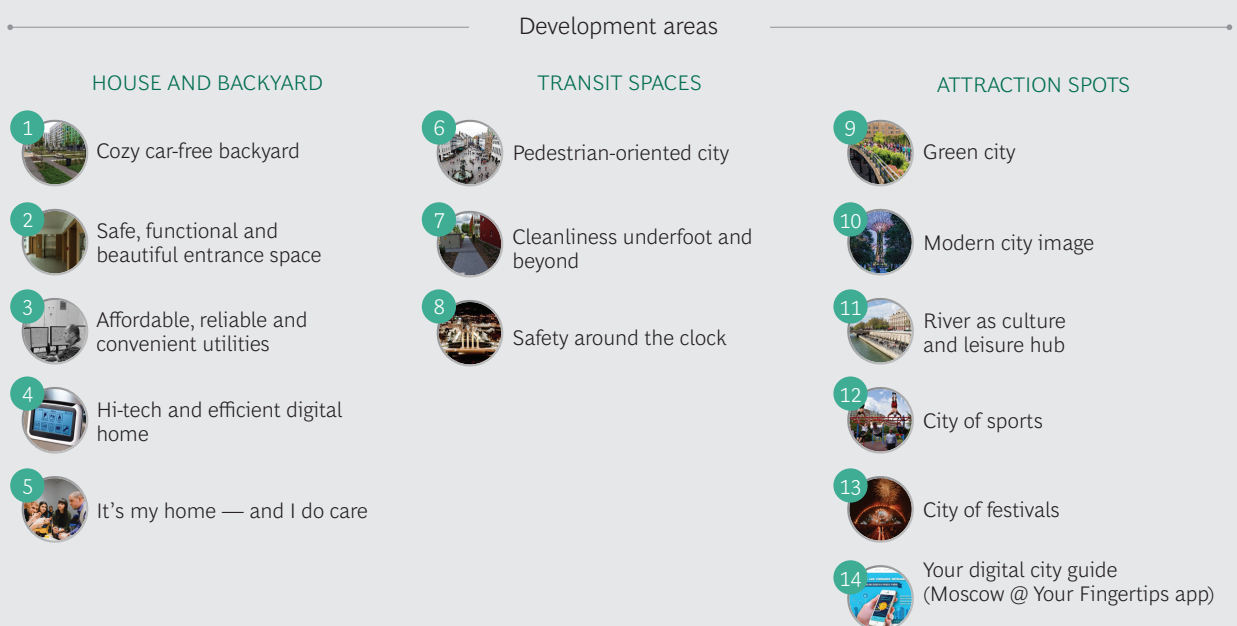 Development areas
HOUSE AND BACKYARD
1
Cozy car-free backyard
2
Safe, functional and
beautiful entrance space
3
Affordable, reliable and
convenient utilities
4
Hi-tech and efficient digital
home
5
It's my home — and I do care
TRANSIT SPACES
6
Pedestrian-oriented city
7
Cleanliness underfoot and
beyond
8
Safety around the clock
ATTRACTION SPOTS
9
Green city
10
Modern city image
11
River as culture
and leisure hub
12
City of sports
13
City of festivals
14
Your digital city guide
(Moscow @ Your Fingertips app)